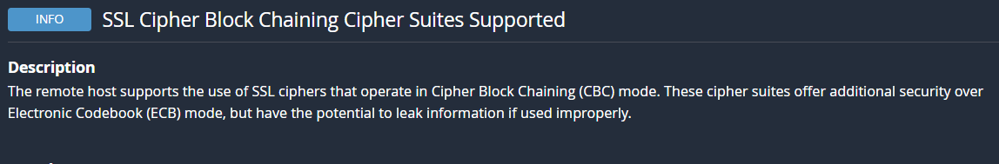 INFO SSL Cipher Block Chaining Cipher Suites Supported
Description
The remote host supports the use of SSL ciphers that operate in Cipher Block Chaining (CBC) mode. These cipher suites offer additional security over
Electronic Codebook (ECB) mode, but have the potential to leak information if used improperly.